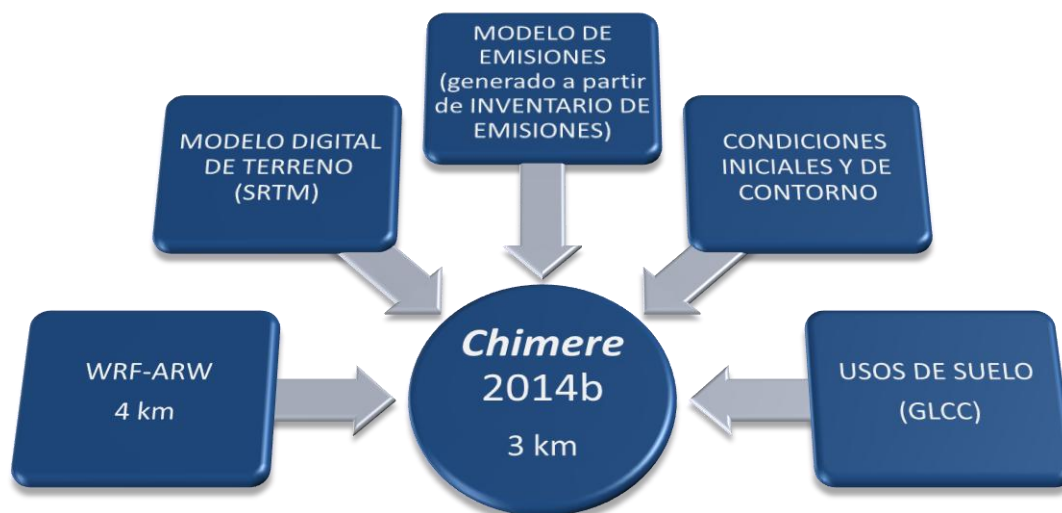 MODELO DE
EMISIONES
(generado a partir
de INVENTARIO DE
EMISIONES)
MODELO DIGITAL
DE TERRENO
(SRTM)
CONDICIONES
INICIALES Y DE
CONTORNO
WRF-ARW
4 km
Chimere
2014b
3 km
USOS DE SUELO
(GLCC)